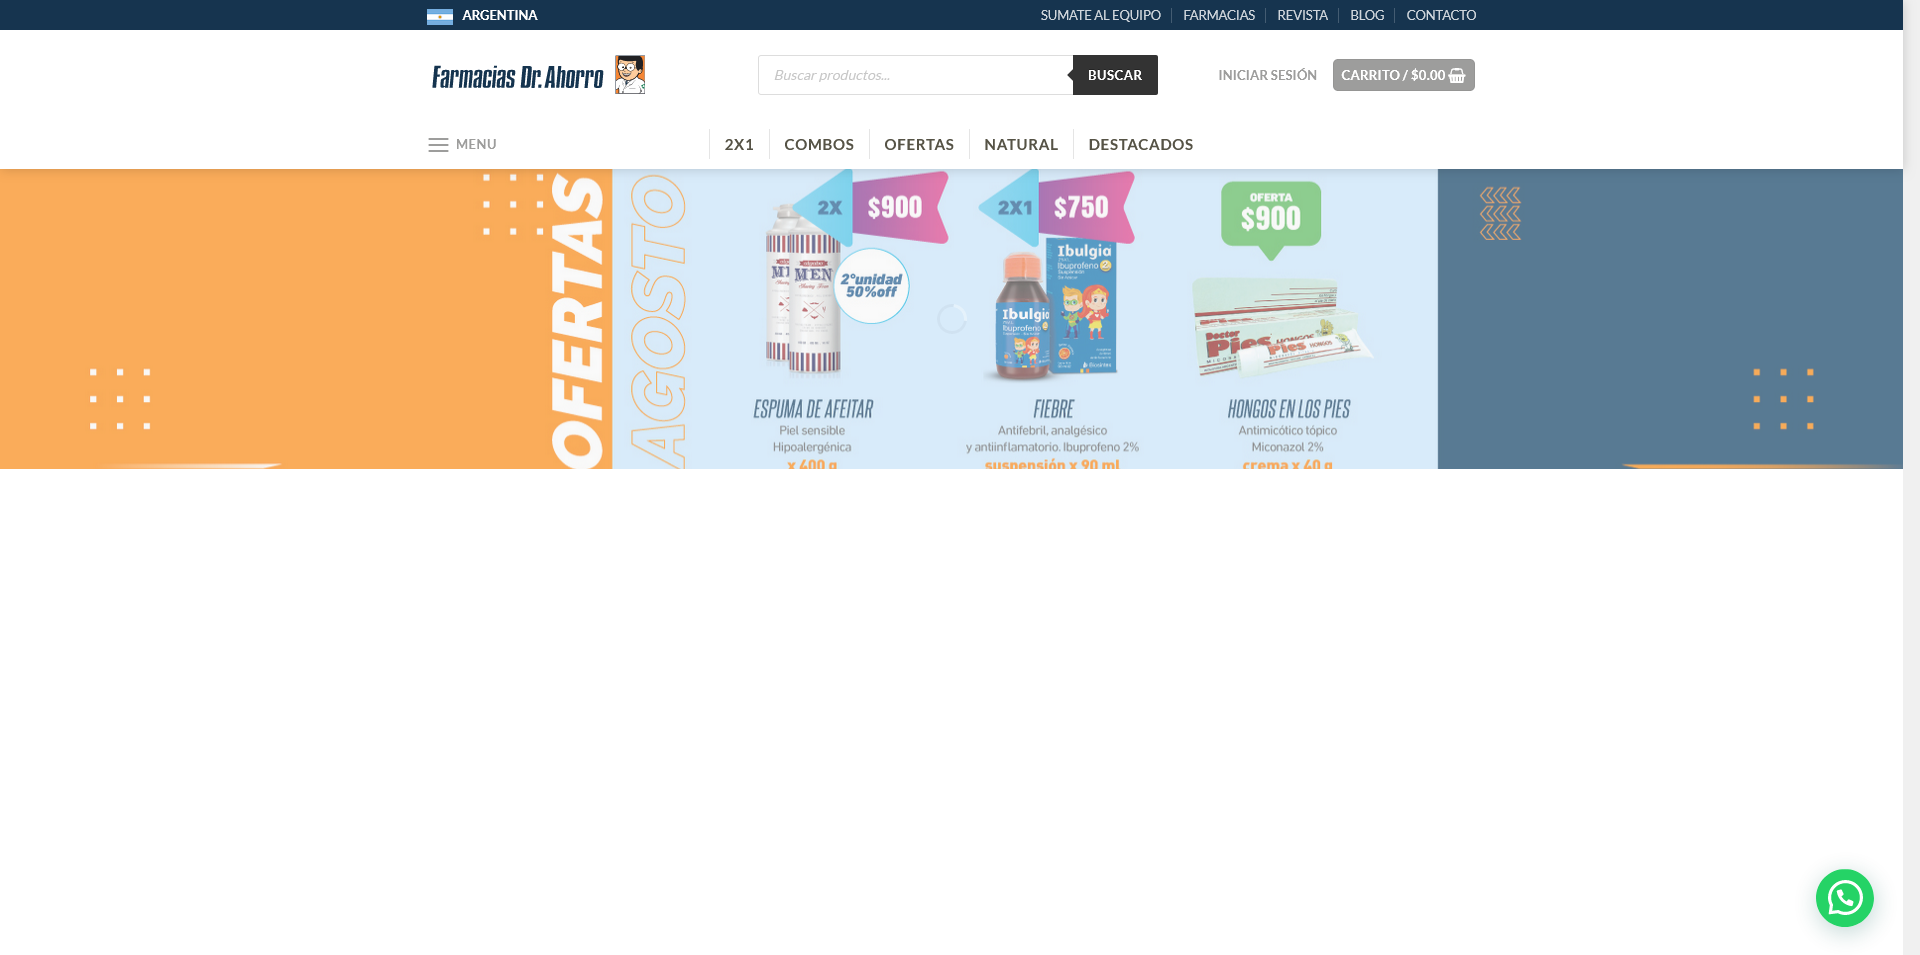 ARGENTINA
SUMATE AL EQUIPO
FARMACIAS
REVISTA
BLOG
CONTACTO
Farmacias Dr. Ahorro
Buscar productos...
BUSCAR
INICIAR SESIÓN
CARRITO / $0.00
MENU
2X1
COMBOS
OFERTAS
NATURAL
DESTACADOS
OFERTAS
AGOSTO
2X $900
MEN
MEN
2°unidad
50%off
ESPUMA DE AFEITAR
Piel sensible
Hipoalergénica
x 400 g
2X1 $750
Ibulgia
Ibuprofeno
Ibulgia
Ibuprofeno
FIEBRE
Antifebril, analgésico
y antiinflamatorio. Ibuprofeno 2%
suspensión x 90 ml
OFERTA
$900
Doctor
Pies
HONGOS
Pies HONGOS
HONGOS EN LOS PIES
Antimicótico tópico
Miconazol 2%
crema x 40 g